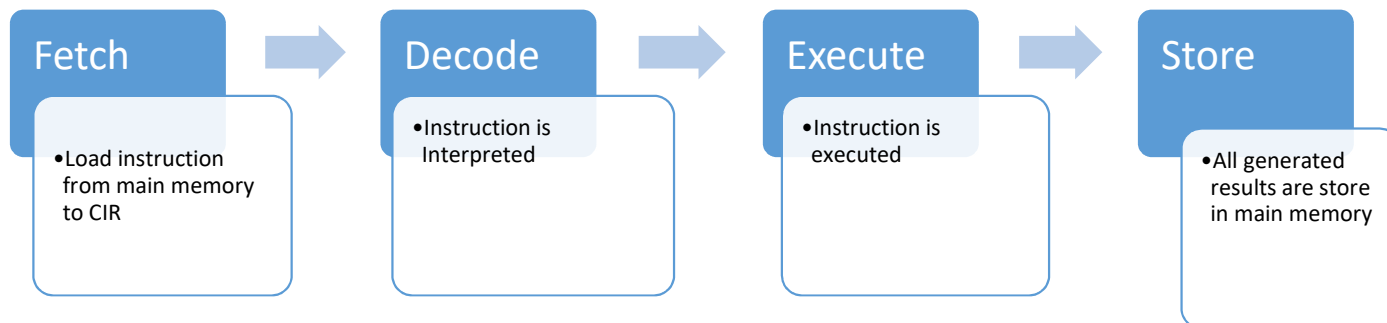 Fetch
•Load instruction
from main memory
to CIR
Decode
•Instruction is
Interpreted
Execute
•Instruction is
executed
Store
•All generated
results are store
in main memory